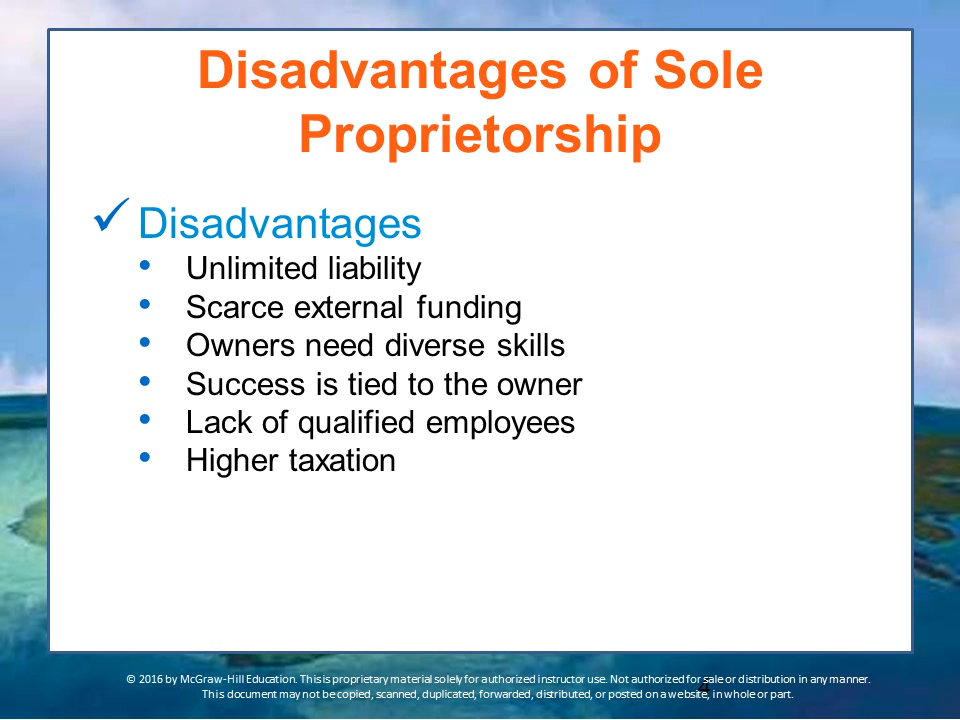 Disadvantages of Sole
Proprietorship
✓ Disadvantages
• Unlimited liability
• Scarce external funding
• Owners need diverse skills
• Success is tied to the owner
• Lack of qualified employees
• Higher taxation
© 2016 by McGraw-Hill Education. This is proprietary material solely for authorized instructor use. Not authorized for sale or distribution in any manner.
This document may not be copied, scanned, duplicated, forwarded, distributed, or posted on a website, in whole or part.
4